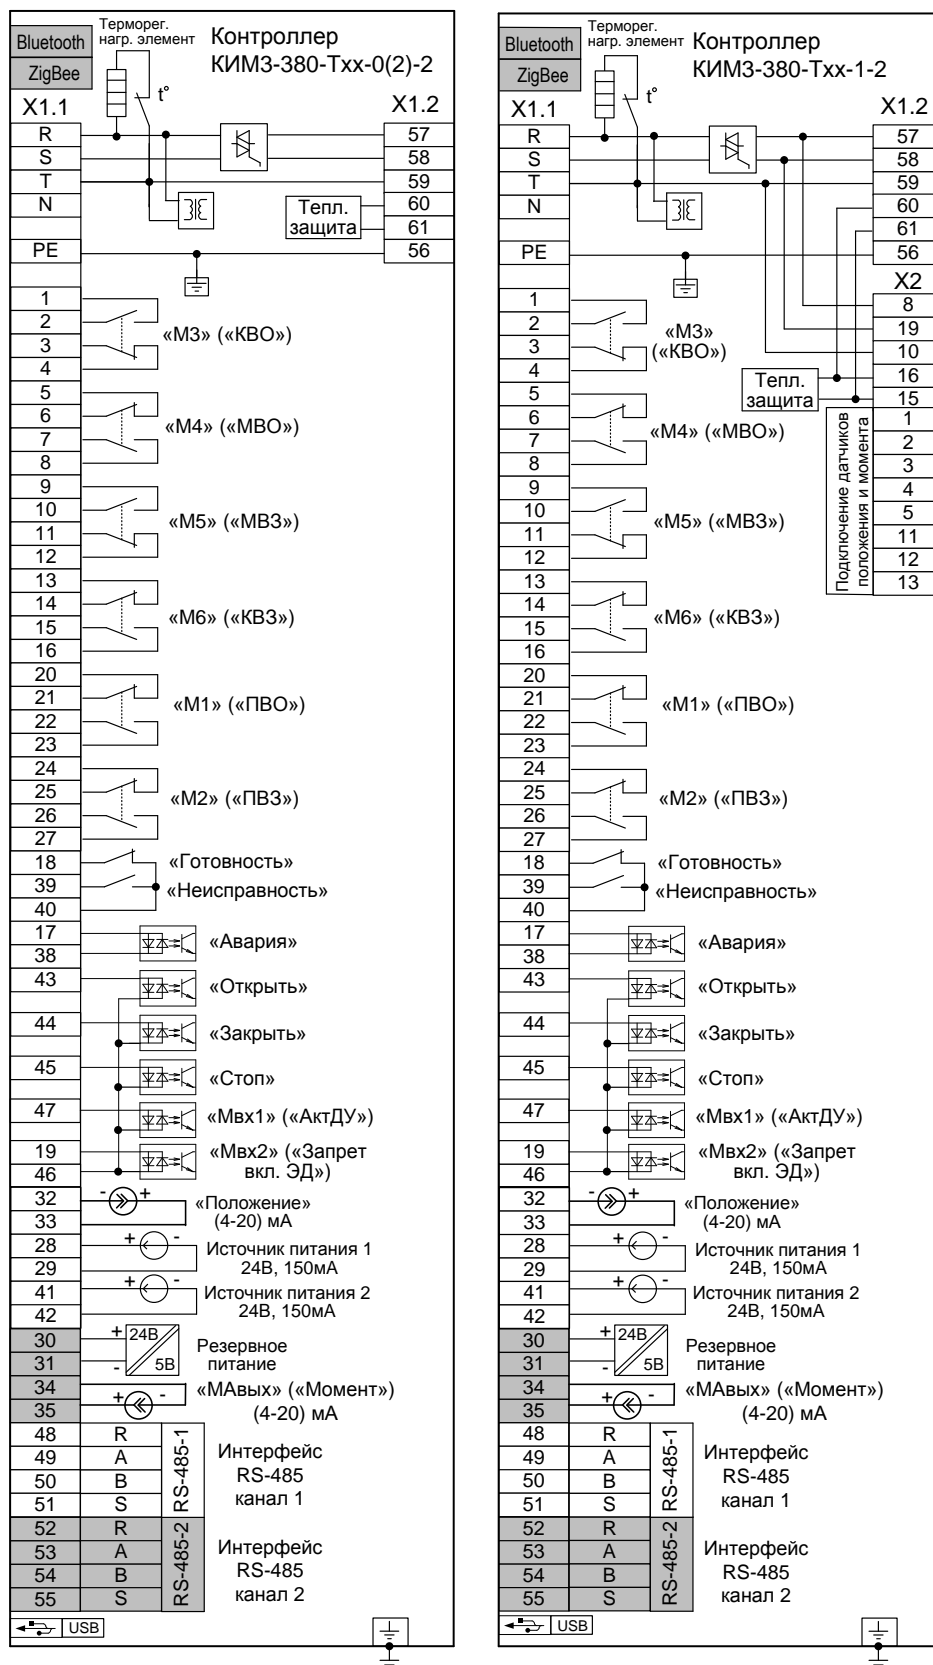 Bluetooth
ZigBee
Терморег.
нагр. элемент
Контроллер
КИМ3-380-Тхх-0(2)-2
t°
X1.1
X1.2
R
S
T
N
PE
57
58
59
60
61
56
Тепл.
защита
1
2
3
4
«М3» («КВО»)
5
6
7
8
«М4» («МВО»)
9
10
11
12
«М5» («МВЗ»)
13
14
15
16
«М6» («КВЗ»)
20
21
22
23
«М1» («ПВО»)
24
25
26
27
«М2» («ПВЗ»)
18
39
40
«Готовность»
«Неисправность»
17
38
«Авария»
43
«Открыть»
44
«Закрыть»
45
«Стоп»
47
«Мвх1» («АктДУ»)
19
46
«Мвх2» («Запрет
вкл. ЭД»)
32
33
- +
«Положение»
(4-20) мА
28
29
+ -
Источник питания 1
24В, 150мА
41
42
+ -
Источник питания 2
24В, 150мА
30
31
+ 24В
- 5В
Резервное
питание
34
35
+ -
«МАвых» («Момент»)
(4-20) мА
48 R
49 A
50 B
51 S
RS-485-1
Интерфейс
RS-485
канал 1
52 R
53 A
54 B
55 S
RS-485-2
Интерфейс
RS-485
канал 2
USB
Bluetooth
ZigBee
Терморег.
нагр. элемент
Контроллер
КИМ3-380-Тхх-1-2
t°
X1.1
X1.2
R
S
T
N
PE
57
58
59
60
61
56
X2
8
19
10
16
15
Тепл.
защита
1
2
3
4
5
11
12
13
Подключение датчиков
положения и момента
1
2
3
4
«М3»
(«КВО»)
5
6
7
8
«М4» («МВО»)
9
10
11
12
«М5» («МВЗ»)
13
14
15
16
«М6» («КВЗ»)
20
21
22
23
«М1» («ПВО»)
24
25
26
27
«М2» («ПВЗ»)
18
39
40
«Готовность»
«Неисправность»
17
38
«Авария»
43
«Открыть»
44
«Закрыть»
45
«Стоп»
47
«Мвх1» («АктДУ»)
19
46
«Мвх2» («Запрет
вкл. ЭД»)
32
33
- +
«Положение»
(4-20) мА
28
29
+ -
Источник питания 1
24В, 150мА
41
42
+ -
Источник питания 2
24В, 150мА
30
31
+ 24В
- 5В
Резервное
питание
34
35
+ -
«МАвых» («Момент»)
(4-20) мА
48 R
49 A
50 B
51 S
RS-485-1
Интерфейс
RS-485
канал 1
52 R
53 A
54 B
55 S
RS-485-2
Интерфейс
RS-485
канал 2
USB